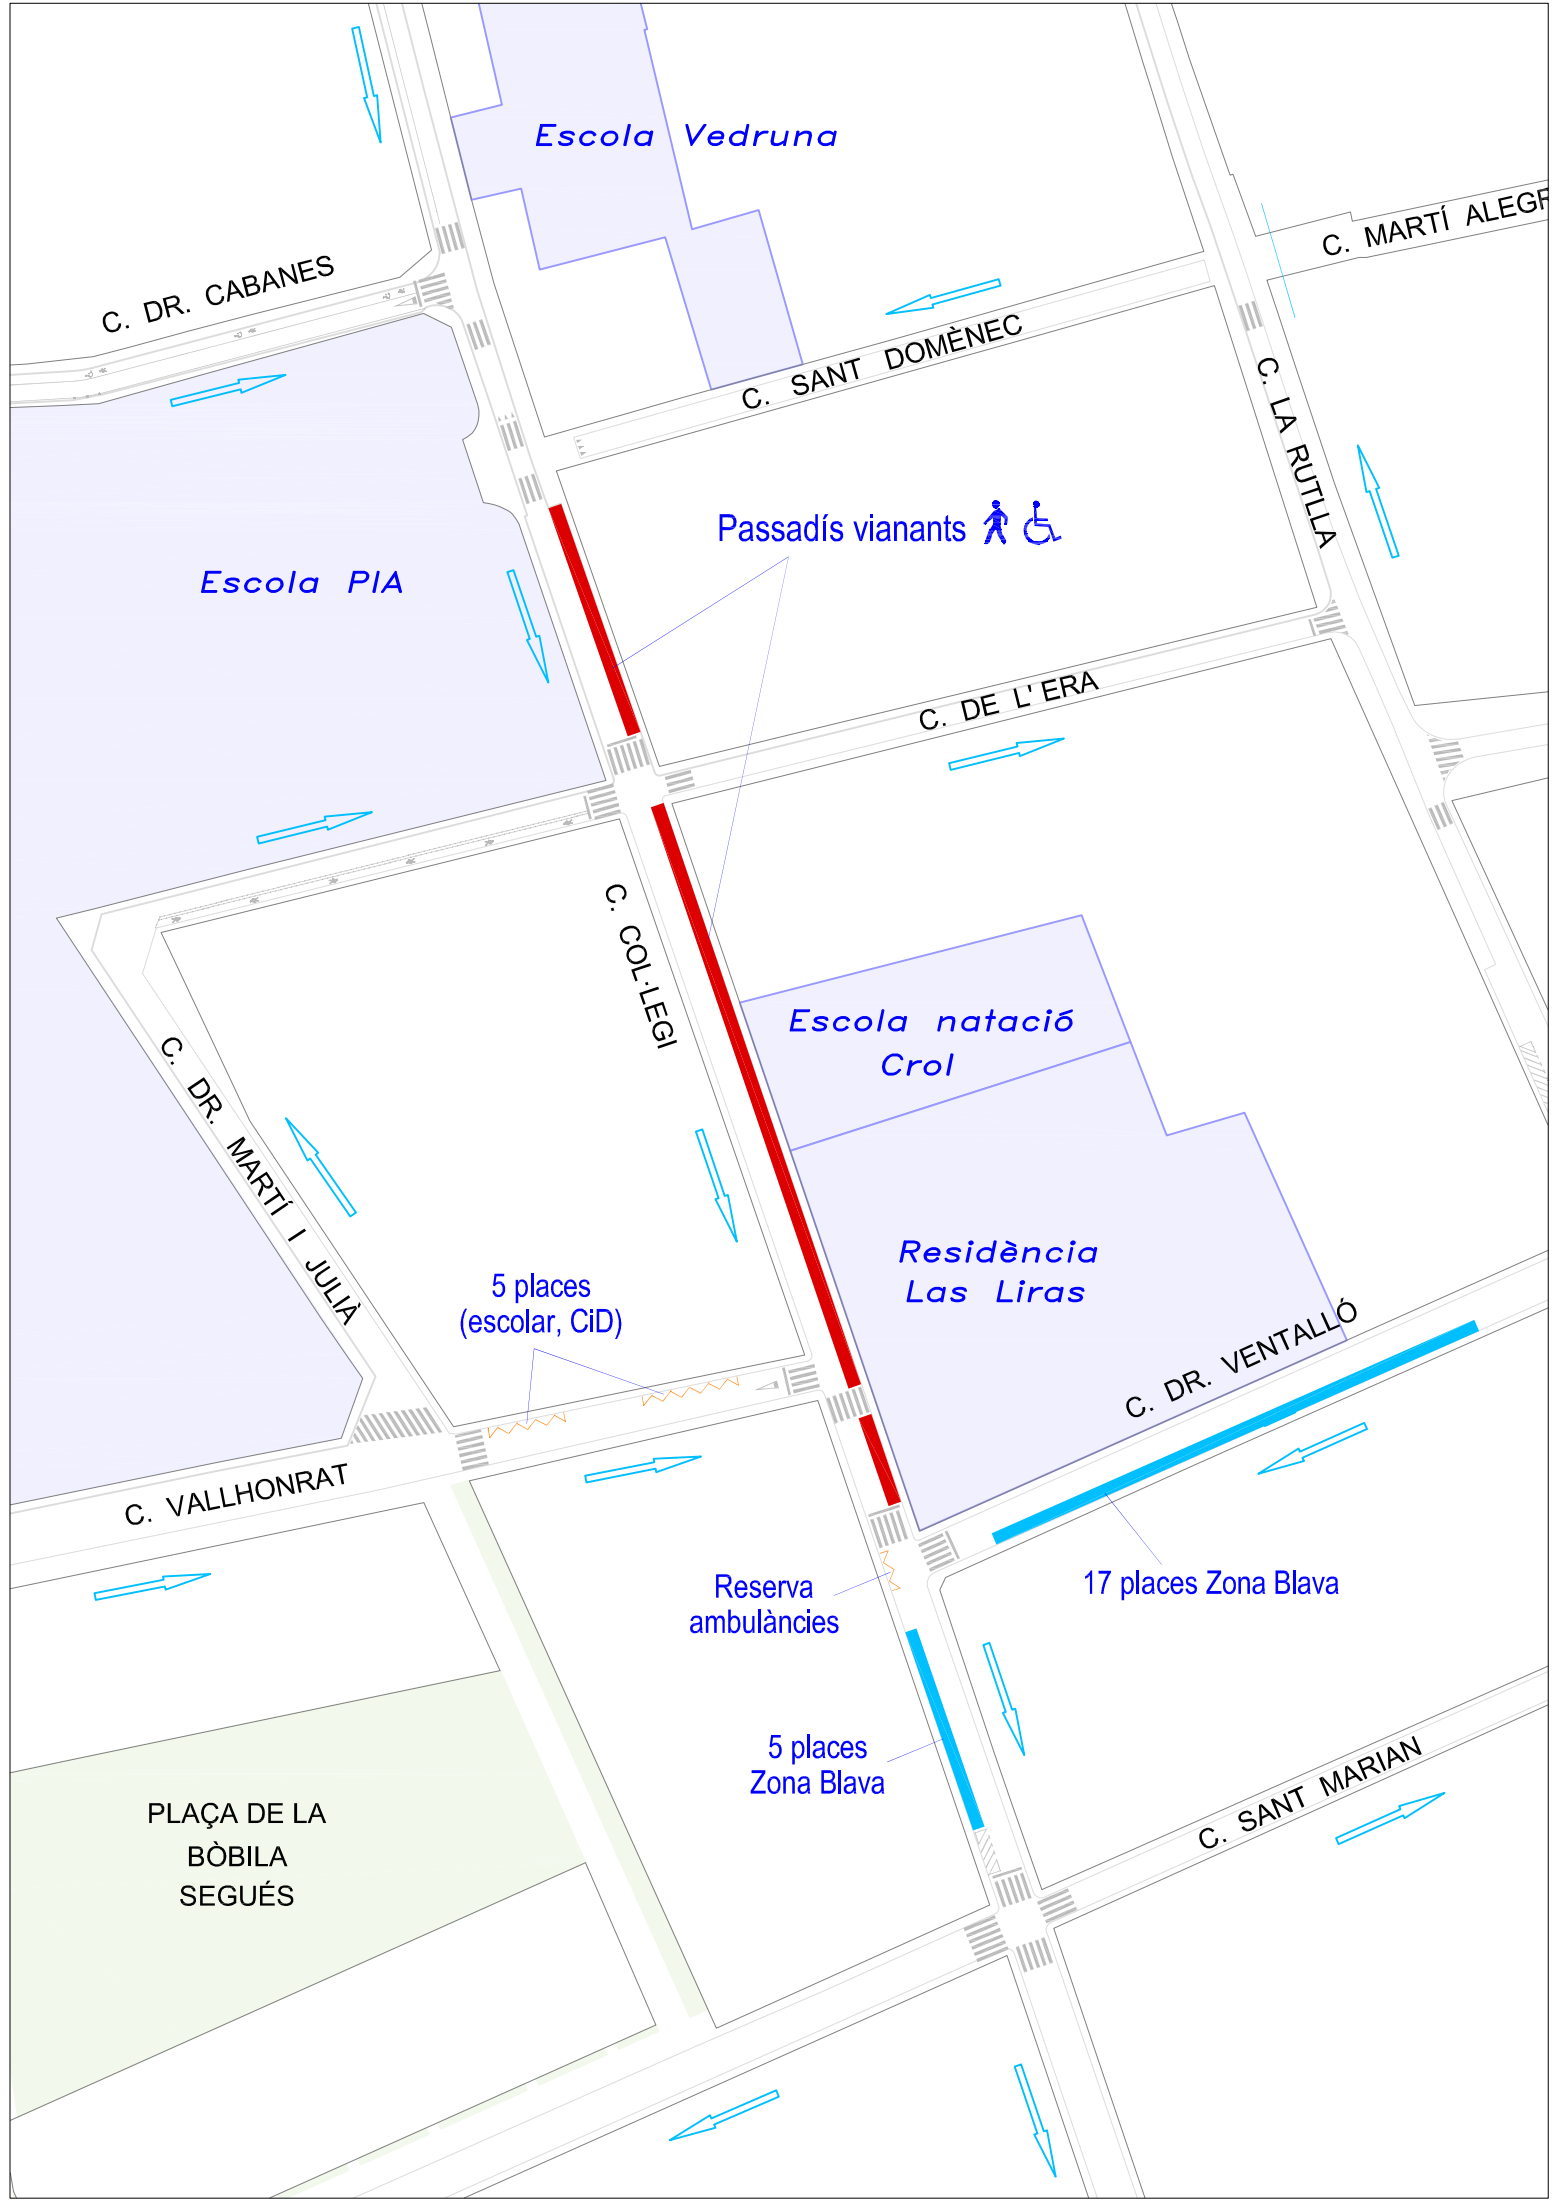 Escola Vedruna
C. MARTÍ ALEGR
C. DR. CABANES
C. SANT DOMÈNEC
C. LA RUTLLA
Passadís vianants
Escola PIA
C. DE L' ERA
C. COL·LEGI
Escola natació
Crol
C. DR. MARTÍ I JULIÀ
Residència
Las Liras
5 places
(escolar, CiD)
C. DR. VENTALLÓ
C. VALLHONRAT
Reserva
ambulàncies
17 places Zona Blava
5 places
Zona Blava
C. SANT MARIAN
PLAÇA DE LA
BÒBILA
SEGUÉS